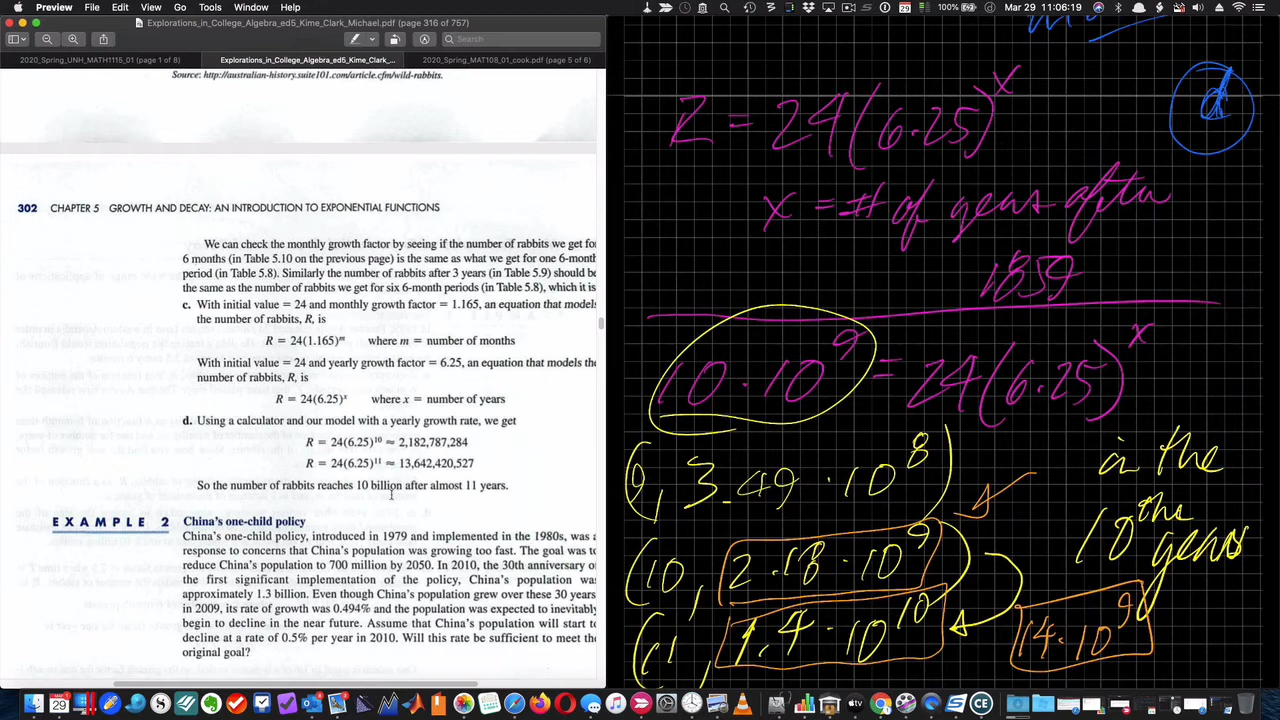 Preview File Edit View Go Tools Window Help
100% Mar 29 11:06:19
Explorations_in_College_Algebra_ed5_Kime_Clark_Michael.pdf (page 316 of 757)
Search
2020_Spring_UNH_MATH1115_01 (page 1 of 8)
Explorations_in_College_Algebra_ed5_Kime_Clark_...
2020_Spring_MAT108_01_cook.pdf (page 5 of 6)
Source: http://australian-history.suite101.com/article.cfm/wild-rabbits.
302 CHAPTER 5 GROWTH AND DECAY: AN INTRODUCTION TO EXPONENTIAL FUNCTIONS
We can check the monthly growth factor by seeing if the number of rabbits we get for
6 months (in Table 5.10 on the previous page) is the same as what we get for one 6-month
period (in Table 5.8). Similarly the number of rabbits after 3 years (in Table 5.9) should be
the same as the number of rabbits we get for six 6-month periods (in Table 5.8), which it is
c. With initial value = 24 and monthly growth factor = 1.165, an equation that models
the number of rabbits, R, is
R = 24(1.165)^m where m = number of months
With initial value = 24 and yearly growth factor = 6.25, an equation that models the
number of rabbits, R, is
R = 24(6.25)^x where x = number of years
d. Using a calculator and our model with a yearly growth rate, we get
R = 24(6.25)^10 ≈ 2,182,787,284
R = 24(6.25)^11 ≈ 13,642,420,527
So the number of rabbits reaches 10 billion after almost 11 years.
EXAMPLE 2 China's one-child policy
China's one-child policy, introduced in 1979 and implemented in the 1980s, was a
response to concerns that China's population was growing too fast. The goal was to
reduce China's population to 700 million by 2050. In 2010, the 30th anniversary of
the first significant implementation of the policy, China's population was
approximately 1.3 billion. Even though China's population grew over these 30 years
in 2009, its rate of growth was 0.494% and the population was expected to inevitably
begin to decline in the near future. Assume that China's population will start to
decline at a rate of 0.5% per year in 2010. Will this rate be sufficient to meet the
original goal?
d
R = 24(6.25)^x
x = # of years after
1859
10·10^9 = 24(6.25)^x
(9, 3.49·10^8)
(10, 2.18·10^9)
(11, 1.4·10^10
14·10^9
in the
the
10 years